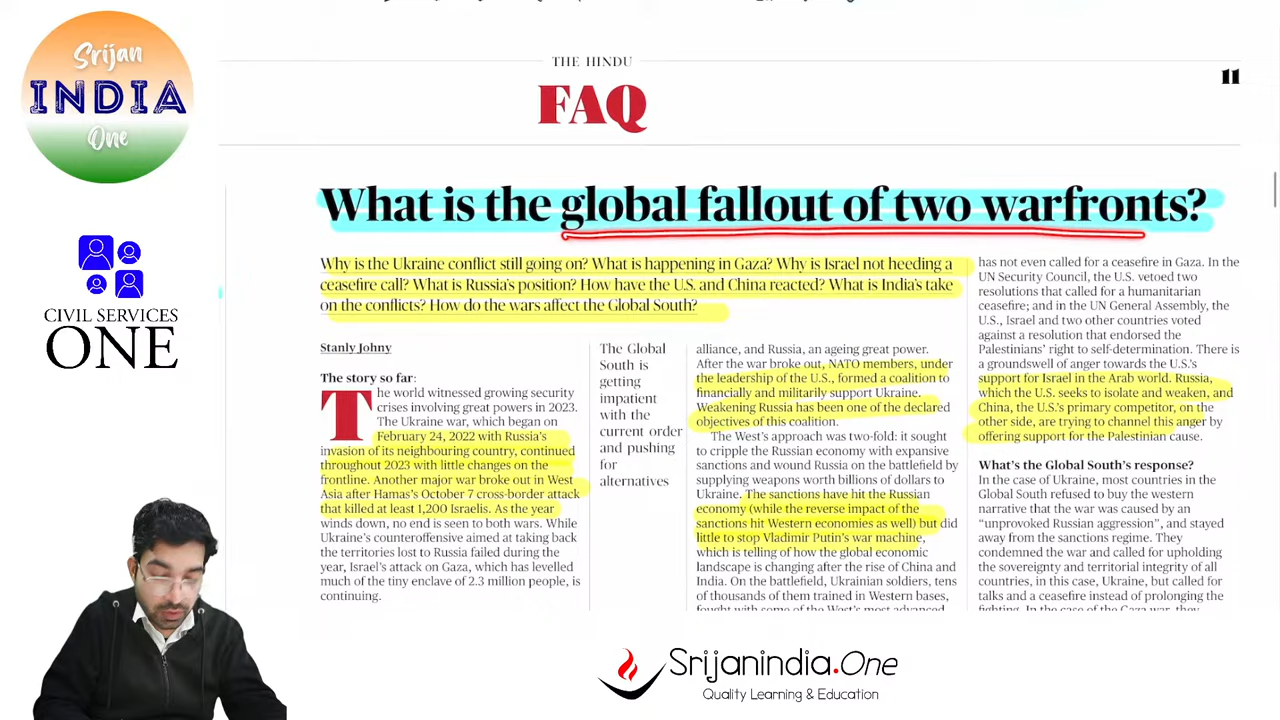 Srijan
INDIA
One
CIVIL SERVICES
ONE
THE HINDU
FAQ
11
What is the global fallout of two warfronts?
Why is the Ukraine conflict still going on? What is happening in Gaza? Why is Israel not heeding a
ceasefire call? What is Russia's position? How have the U.S. and China reacted? What is India's take
on the conflicts? How do the wars affect the Global South?
Stanly Johny
The story so far:
The world witnessed growing security
crises involving great powers in 2023.
The Ukraine war, which began on
February 24, 2022 with Russia's
invasion of its neighbouring country, continued
throughout 2023 with little changes on the
frontline. Another major war broke out in West
Asia after Hamas's October 7 cross-border attack
that killed at least 1,200 Israelis. As the year
winds down, no end is seen to both wars. While
Ukraine's counteroffensive aimed at taking back
the territories lost to Russia failed during the
year, Israel's attack on Gaza, which has levelled
much of the tiny enclave of 2.3 million people, is
continuing.
The Global
South is
getting
impatient
with the
current order
and pushing
for
alternatives
alliance, and Russia, an ageing great power.
After the war broke out, NATO members, under
the leadership of the U.S., formed a coalition to
financially and militarily support Ukraine.
Weakening Russia has been one of the declared
objectives of this coalition.
The West's approach was two-fold: it sought
to cripple the Russian economy with expansive
sanctions and wound Russia on the battlefield by
supplying weapons worth billions of dollars to
Ukraine. The sanctions have hit the Russian
economy (while the reverse impact of the
sanctions hit Western economies as well) but did
little to stop Vladimir Putin's war machine,
which is telling of how the global economic
landscape is changing after the rise of China and
India. On the battlefield, Ukrainian soldiers, tens
of thousands of them trained in Western bases,
fought with some of the West's most advanced
has not even called for a ceasefire in Gaza. In the
UN Security Council, the U.S. vetoed two
resolutions that called for a humanitarian
ceasefire; and in the UN General Assembly, the
U.S., Israel and two other countries voted
against a resolution that endorsed the
Palestinians' right to self-determination. There is
a groundswell of anger towards the U.S.'s
support for Israel in the Arab world. Russia,
which the U.S. seeks to isolate and weaken, and
China, the U.S.'s primary competitor, on the
other side, are trying to channel this anger by
offering support for the Palestinian cause.
What's the Global South's response?
In the case of Ukraine, most countries in the
Global South refused to buy the western
narrative that the war was caused by an
"unprovoked Russian aggression", and stayed
away from the sanctions regime. They
condemned the war and called for upholding
the sovereignty and territorial integrity of all
countries, in this case, Ukraine, but called for
talks and a ceasefire instead of prolonging the
fighting. In the case of the Gaza war, they
Srijanindia.One
Quality Learning & Education